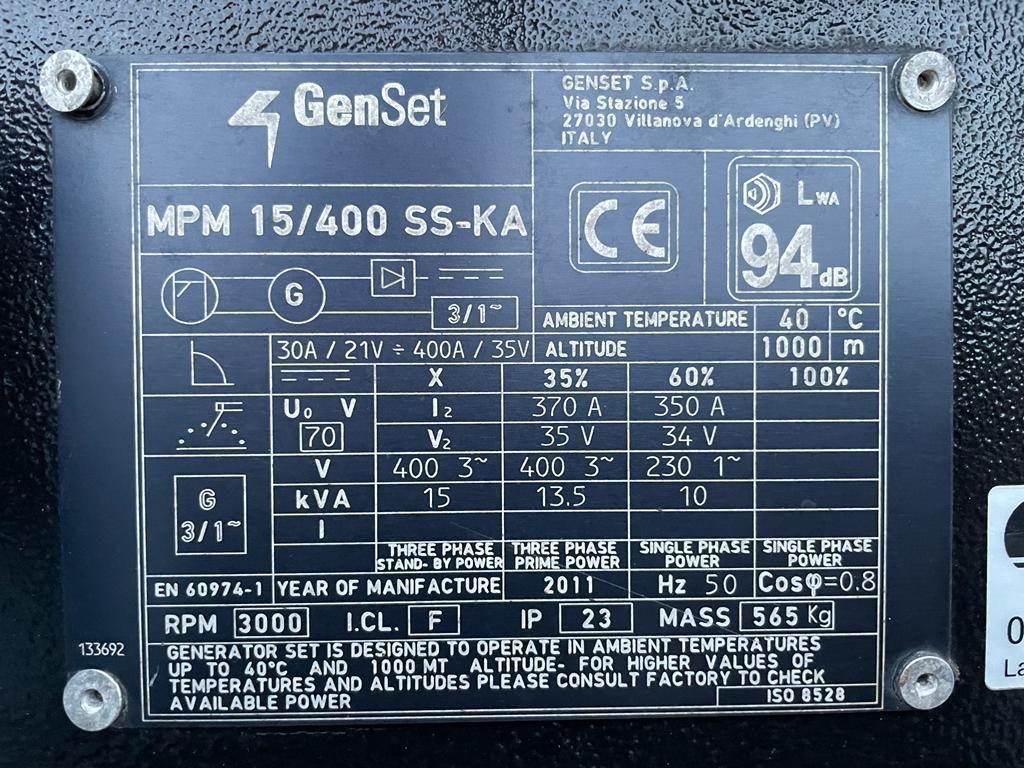 GenSet
GENSET S.p.A.
Via Stazione 5
27030 Villanova d'Ardenghi (PV)
ITALY
MPM 15/400 SS-KA
CE
LWA
94 dB
G
3/1~
AMBIENT TEMPERATURE 40 °C
30A / 21V ÷ 400A / 35V ALTITUDE 1000 m
X 35% 60% 100%
U0 V I2 370 A 350 A
70 V2 35 V 34 V
V 400 3~ 400 3~ 230 1~
G kVA 15 13.5 10
3/1~ I
THREE PHASE STAND-BY POWER THREE PHASE PRIME POWER SINGLE PHASE POWER SINGLE PHASE POWER
EN 60974-1 YEAR OF MANIFACTURE 2011 Hz 50 Cosφ=0.8
RPM 3000 I.CL. F IP 23 MASS 565 Kg
133692
GENERATOR SET IS DESIGNED TO OPERATE IN AMBIENT TEMPERATURES
UP TO 40°C AND 1000 MT ALTITUDE- FOR HIGHER VALUES OF
TEMPERATURES AND ALTITUDES PLEASE CONSULT FACTORY TO CHECK
AVAILABLE POWER
ISO 8528
0
La